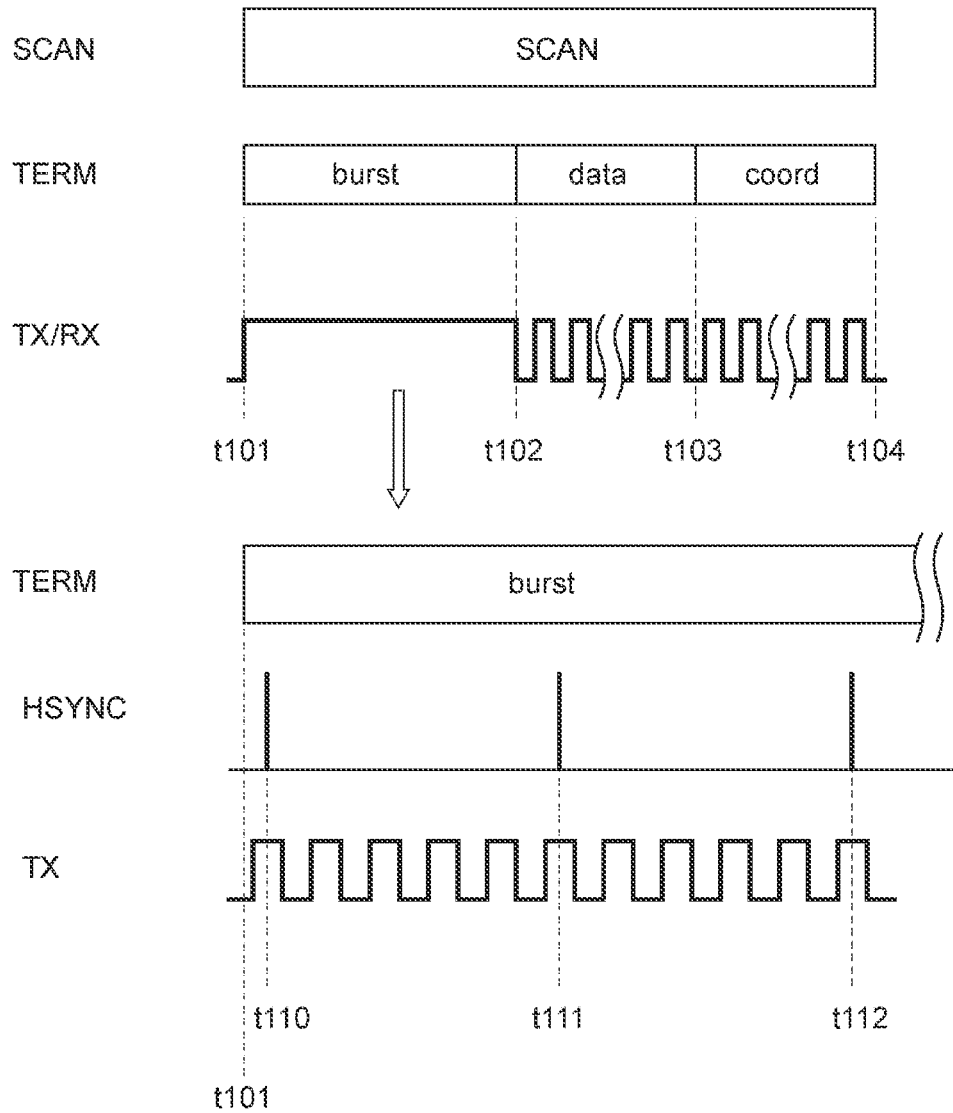 SCAN SCAN
TERM burst data coord
TX/RX
t101 t102 t103 t104
TERM burst
HSYNC
TX
t110 t111 t112
t101